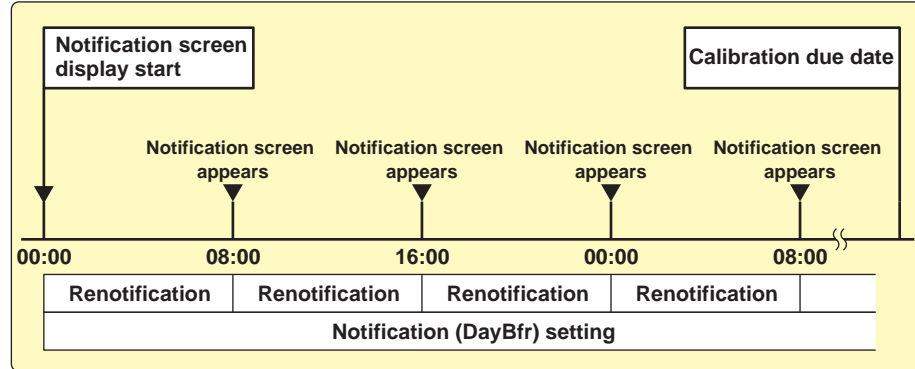 Notification screen
display start
Calibration due date
Notification screen
appears
Notification screen
appears
Notification screen
appears
Notification screen
appears
00:00
08:00
16:00
00:00
08:00
Renotification
Renotification
Renotification
Renotification
Notification (DayBfr) setting